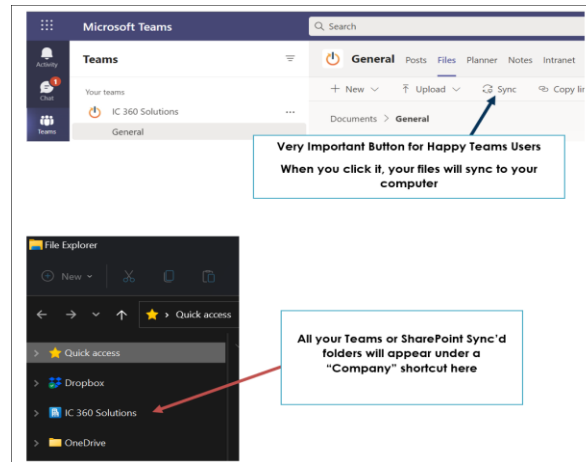 Microsoft Teams
Search
Activity
Teams
General Posts Files Planner Notes Intranet
1
Chat
Your teams
+ New Upload Sync Copy lin
IC 360 Solutions ...
Teams
General
Documents > General
Very Important Button for Happy Teams Users
When you click it, your files will sync to your
computer
File Explorer
New
Quick access
Quick access
Dropbox
IC 360 Solutions
OneDrive
All your Teams or SharePoint Sync'd
folders will appear under a
"Company" shortcut here